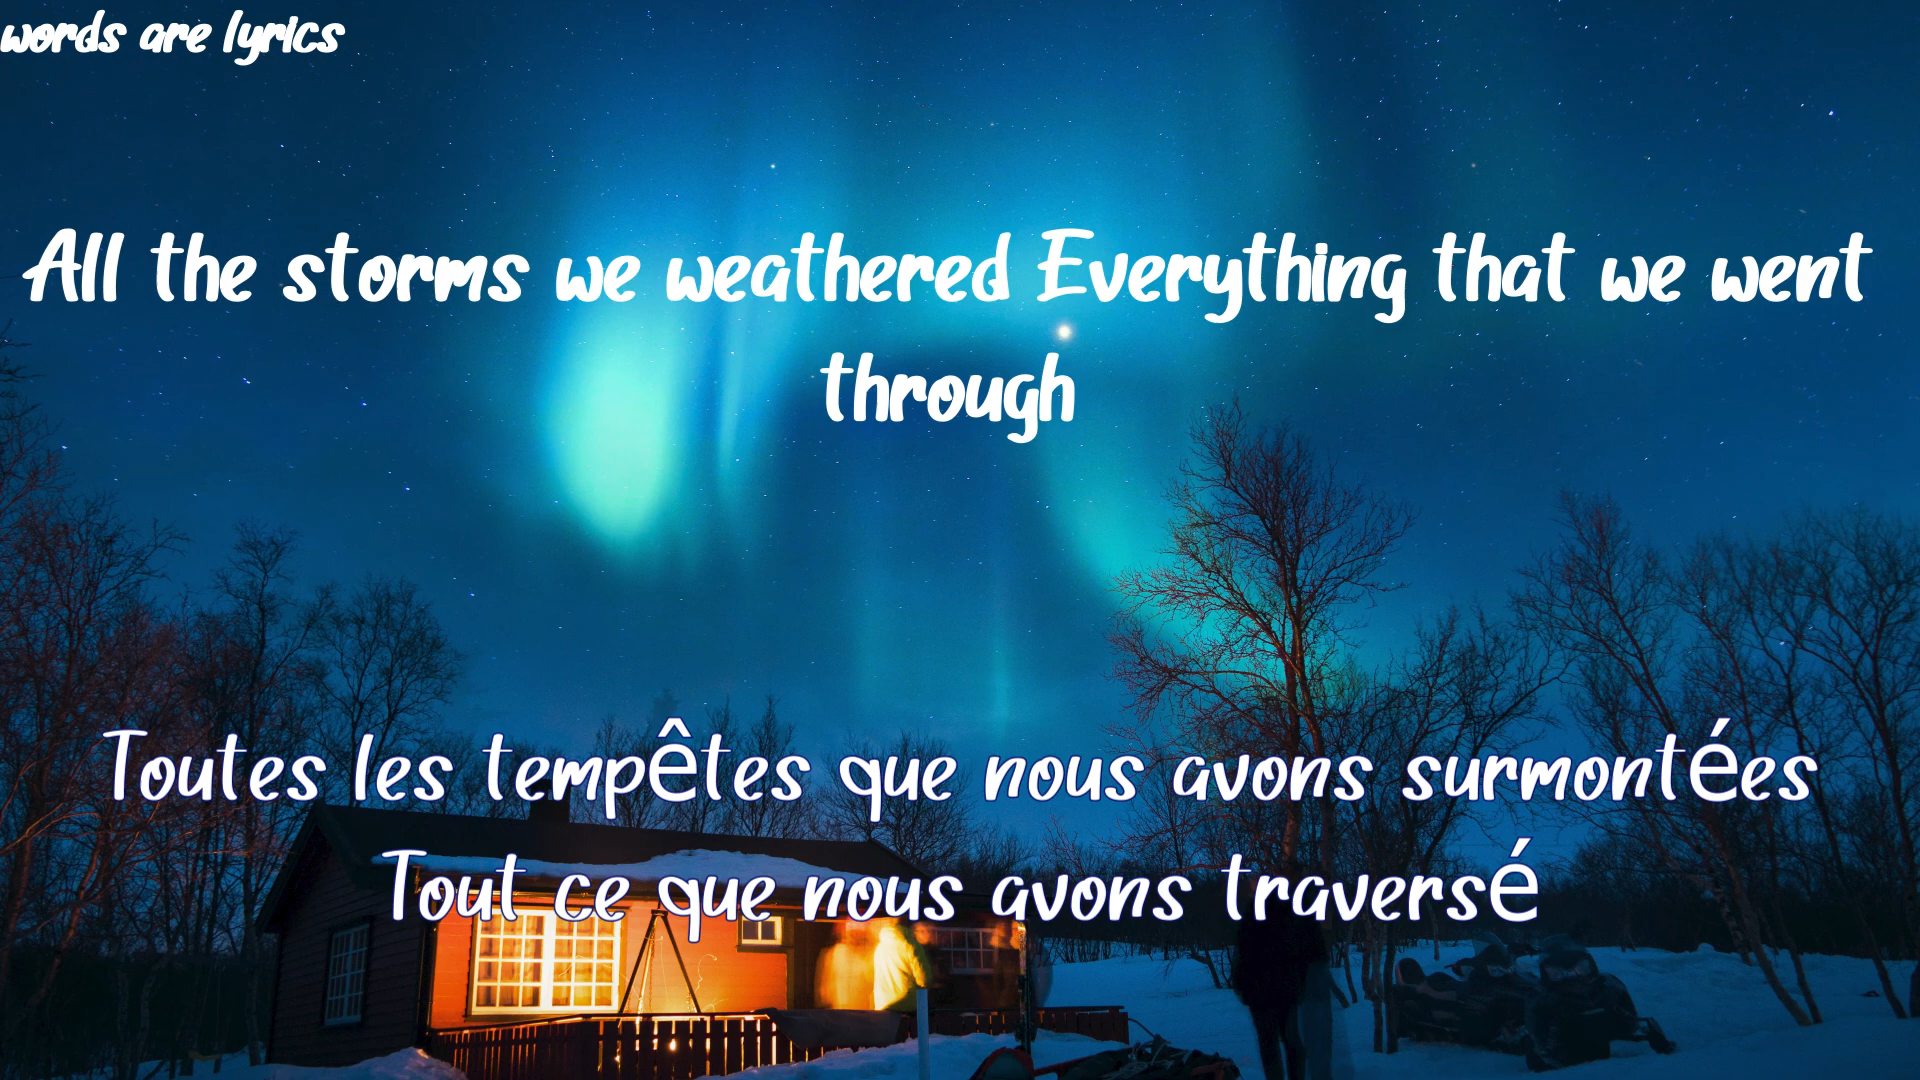 words are lyrics
All the storms we weathered Everything that we went
through
Toutes les tempêtes que nous avons surmontées
Tout ce que nous avons traversé